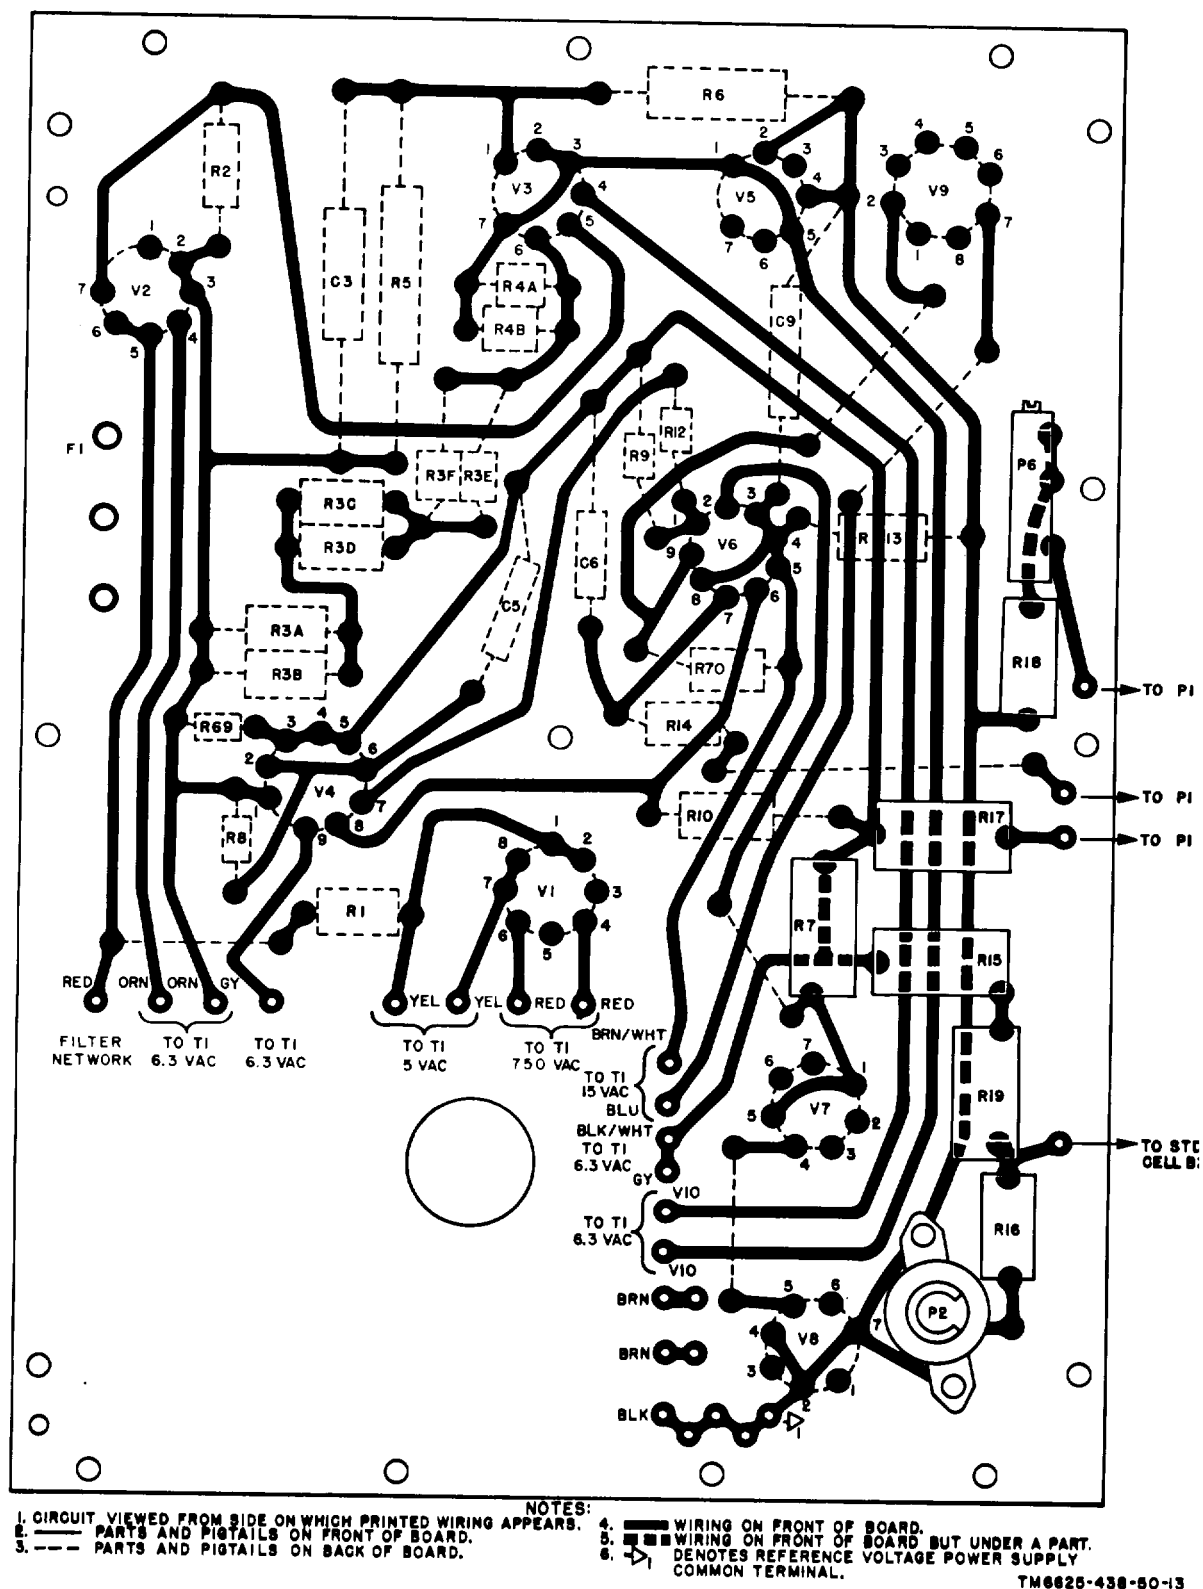 R6
R2
1
2
3
4
5
6
7
V3
1
2
3
4
5
6
7
V5
1
2
3
4
5
6
7
8
V9
1
2
3
4
5
6
7
V2
C3
R5
R4A
R4B
C9
F1
R12
R9
P6
R3F
R3E
R3C
R3D
2
3
4
5
6
7
8
9
V6
R13
C6
C5
R3A
R3B
R70
R18
TO P1
R69
R14
2
3
4
5
6
7
8
9
V4
R8
R10
R17
TO P1
TO P1
1
2
3
4
5
6
7
8
V1
R1
R7
R15
RED
ORN
ORN
GY
YEL
YEL
RED
RED
FILTER
NETWORK
TO T1
6.3 VAC
TO T1
6.3 VAC
TO T1
5 VAC
TO T1
750 VAC
BRN/WHT
TO T1
15 VAC
BLU
BLK/WHT
TO T1
6.3 VAC
GY
1
2
3
4
5
6
7
V7
R19
TO STD
CELL B
V10
TO T1
6.3 VAC
V10
R16
BRN
1
2
3
4
5
6
7
V8
P2
BRN
BLK
1
NOTES:
1. CIRCUIT VIEWED FROM SIDE ON WHICH PRINTED WIRING APPEARS.
2. PARTS AND PIGTAILS ON FRONT OF BOARD.
3. PARTS AND PIGTAILS ON BACK OF BOARD.
4. WIRING ON FRONT OF BOARD.
5. WIRING ON FRONT OF BOARD BUT UNDER A PART.
6. 1 DENOTES REFERENCE VOLTAGE POWER SUPPLY
COMMON TERMINAL.
TM6625-438-50-13